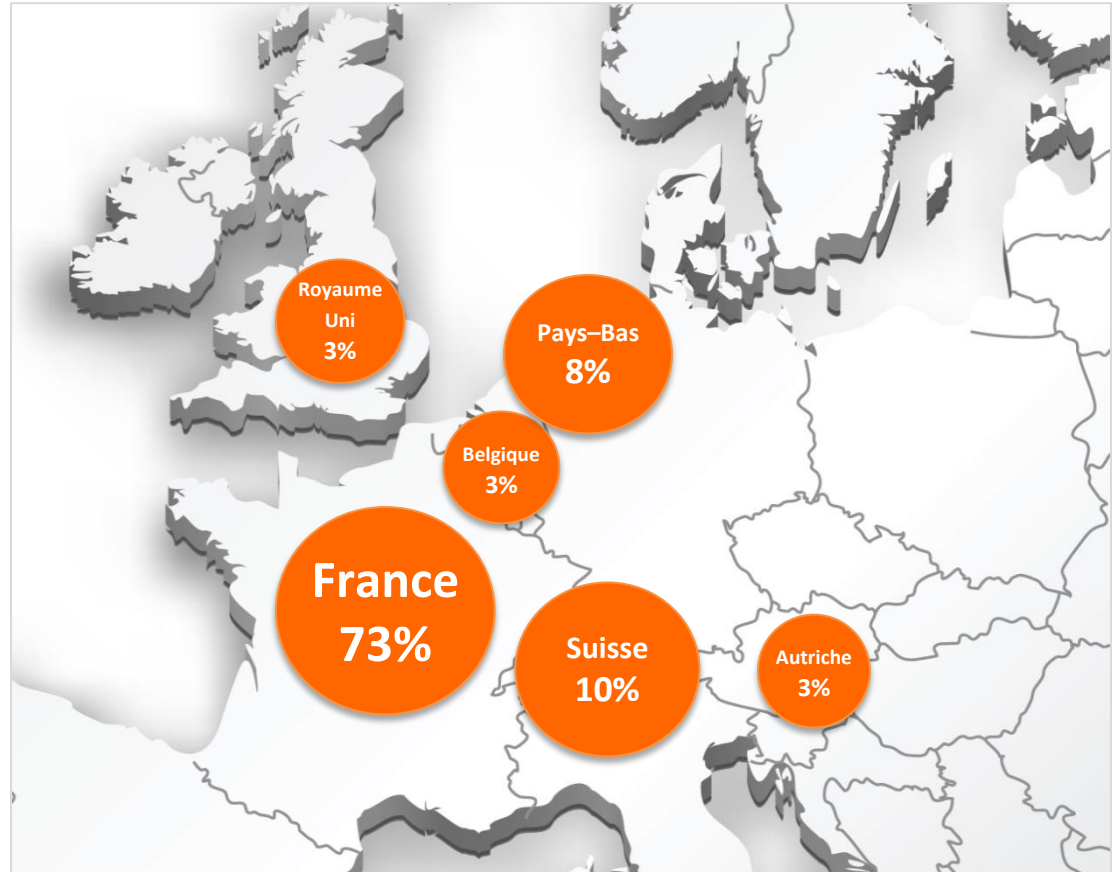 Royaume
Uni
3%
Pays–Bas
8%
Belgique
3%
France
73%
Suisse
10%
Autriche
3%